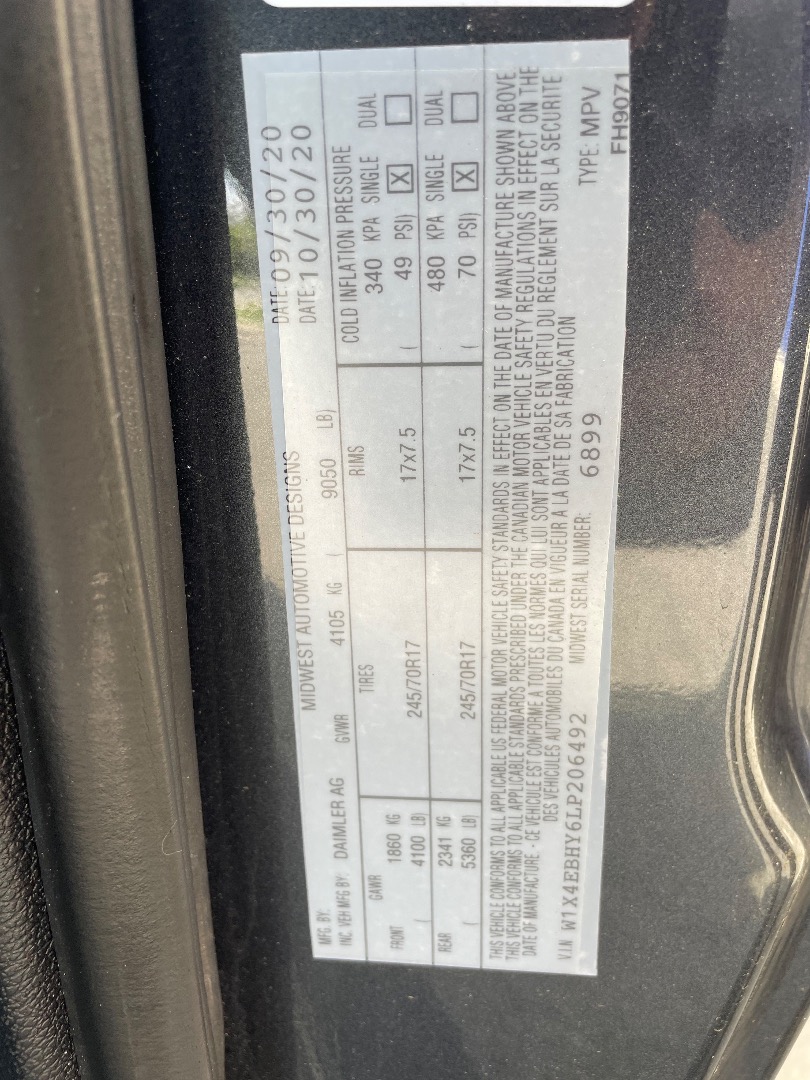 MFG. BY: MIDWEST AUTOMOTIVE DESIGNS DATE: 09/30/20
INC. VEH MFG BY: DAIMLER AG DATE: 10/30/20
GVWR 4105 KG ( 9050 LB)
GAWR TIRES RIMS COLD INFLATION PRESSURE
FRONT 1860 KG 245/70R17 17x7.5 340 KPA SINGLE DUAL
( 4100 LB) ( 49 PSI) X
REAR 2341 KG 245/70R17 17x7.5 480 KPA SINGLE DUAL
( 5360 LB) ( 70 PSI) X
THIS VEHICLE CONFORMS TO ALL APPLICABLE US FEDERAL MOTOR VEHICLE SAFETY STANDARDS IN EFFECT ON THE DATE OF MANUFACTURE SHOWN ABOVE
THIS VEHICLE CONFORMS TO ALL APPLICABLE STANDARDS PRESCRIBED UNDER THE CANADIAN MOTOR VEHICLE SAFETY REGULATIONS IN EFFECT ON THE
DATE OF MANUFACTURE. - CE VEHICULE EST CONFORME A TOUTES LES NORMES QUI LUI SONT APPLICABLES EN VERTU DU REGLEMENT SUR LA SECURITE
DES VEHICULES AUTOMOBILES DU CANADA EN VIGUEUR A LA DATE DE SA FABRICATION
V.I.N W1X4EBHY6LP206492 MIDWEST SERIAL NUMBER: 6899 TYPE: MPV
FH9071